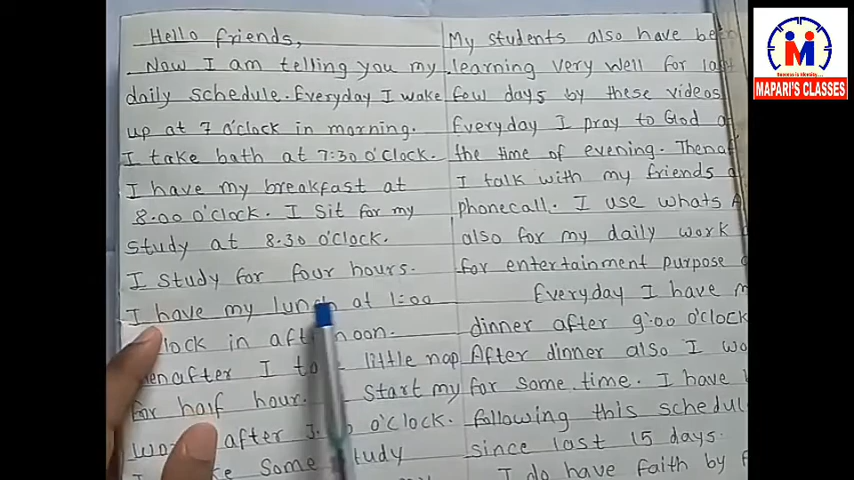 Hello friends,
Now I am telling you my
daily schedule. Everyday I wake
up at 7 o'clock in morning.
I take bath at 7:30 o'clock.
I have my breakfast at
8.00 o'clock. I sit for my
study at 8.30 o'clock.
I study for four hours.
I have my lunch at 1:00
in afternoon.
I little nap
for half hour. start my
after o'clock.
some study
My students also have
learning very well for
few days by these videos
Everyday I pray to God
the time of evening.
I talk with my friends
phonecall. I use whats
also for my daily work
for entertainment purpose
Everyday I have
dinner after 9:00 o'clock
After dinner also I
for some time. I have
following this
since last 15 days.
I do have faith by
Success is identity...
MAPARI'S CLASSES